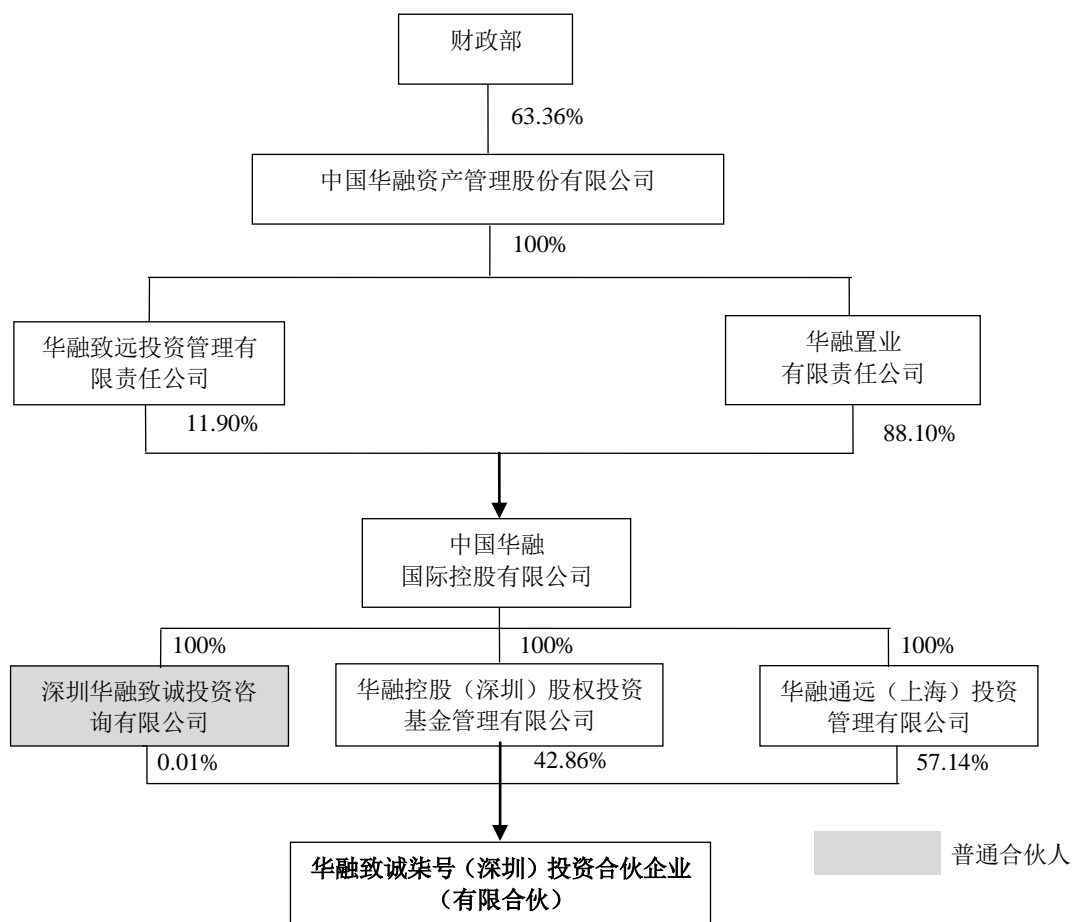 财政部
63.36%
中国华融资产管理股份有限公司
100%
华融致远投资管理有
限责任公司
华融置业
有限责任公司
11.90%
88.10%
中国华融
国际控股有限公司
100%
100%
100%
深圳华融致诚投资咨
询有限公司
华融控股（深圳）股权投资
基金管理有限公司
华融通远（上海）投资
管理有限公司
0.01%
42.86%
57.14%
华融致诚柒号（深圳）投资合伙企业
（有限合伙）
普通合伙人